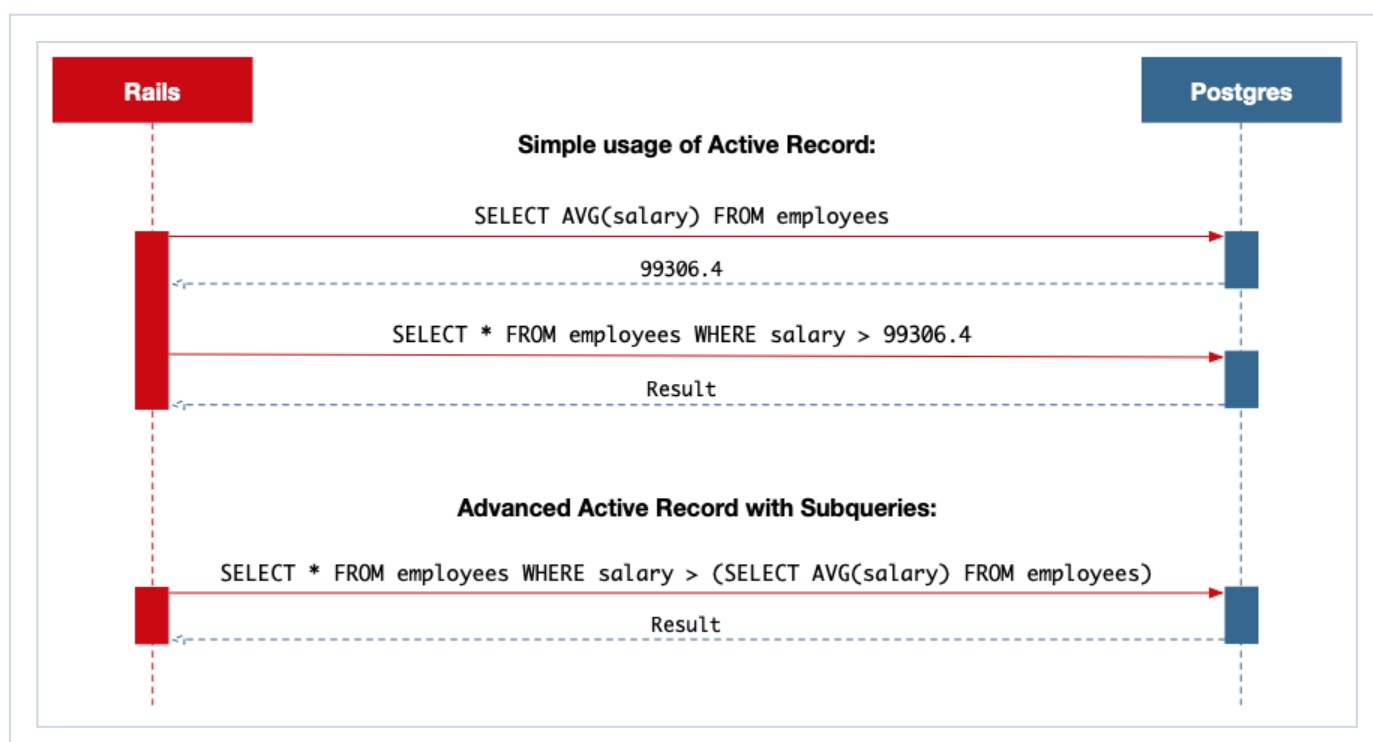 Rails
Postgres
Simple usage of Active Record:
SELECT AVG(salary) FROM employees
99306.4
SELECT * FROM employees WHERE salary > 99306.4
Result
Advanced Active Record with Subqueries:
SELECT * FROM employees WHERE salary > (SELECT AVG(salary) FROM employees)
Result